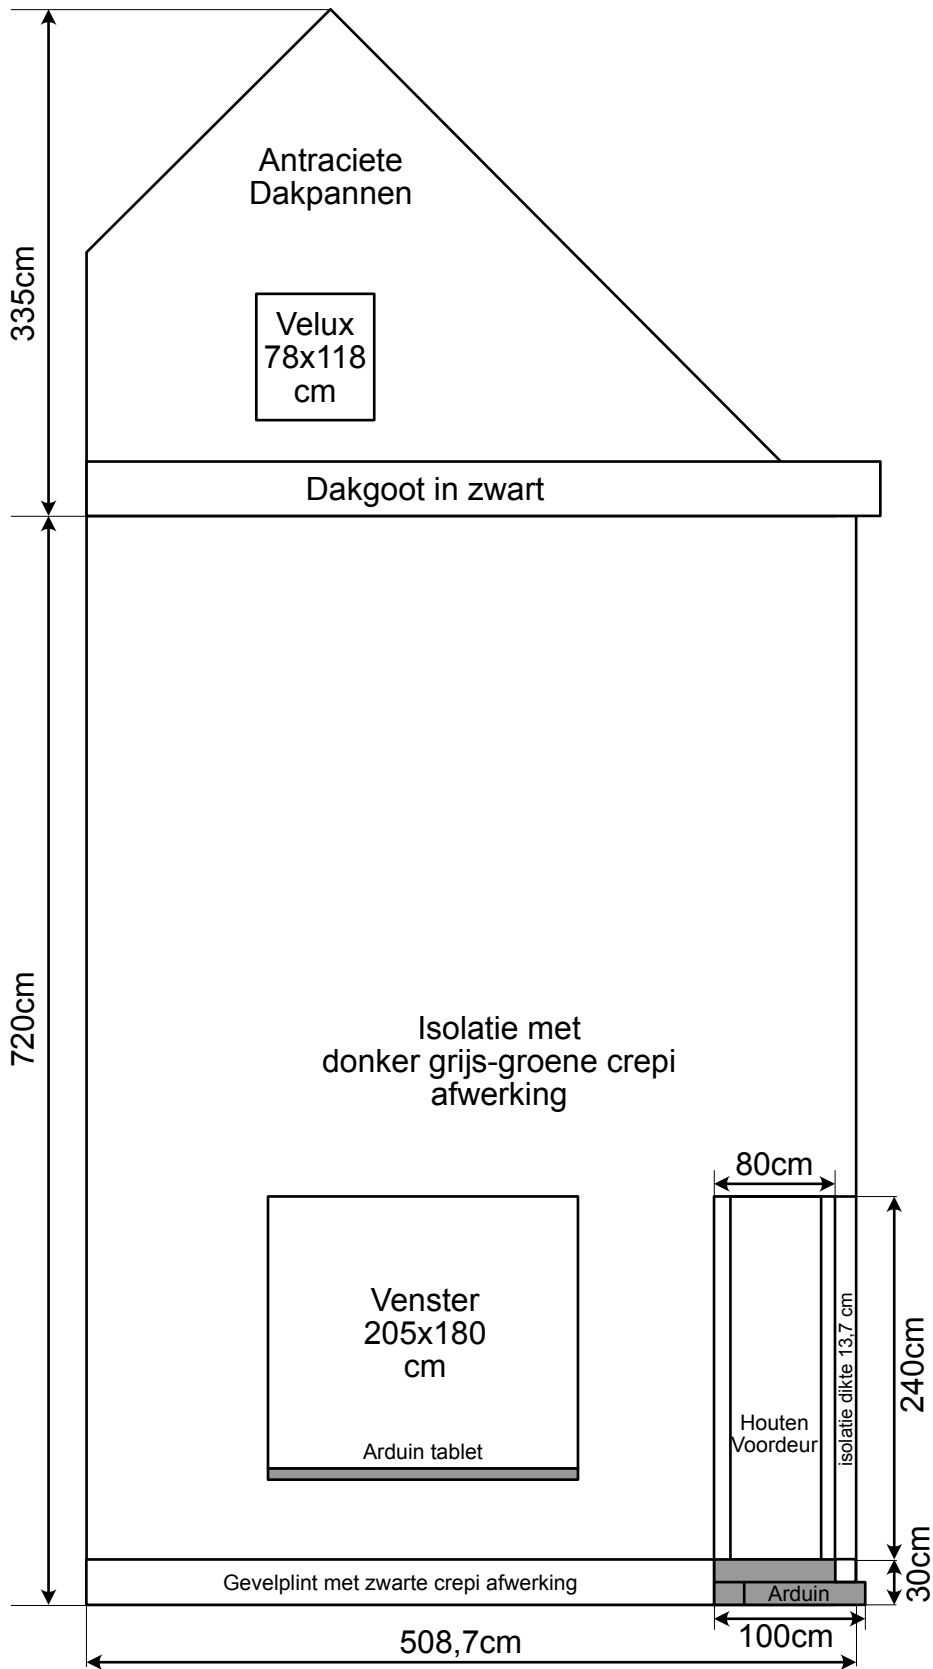 Antraciete
Dakpannen
335cm
Velux
78x118
cm
Dakgoot in zwart
720cm
Isolatie met
donker grijs-groene crepi
afwerking
80cm
Venster
205x180
cm
Arduin tablet
Houten
Voordeur
isolatie dikte 13,7 cm
240cm
Gevelplint met zwarte crepi afwerking
Arduin
30cm
508,7cm
100cm